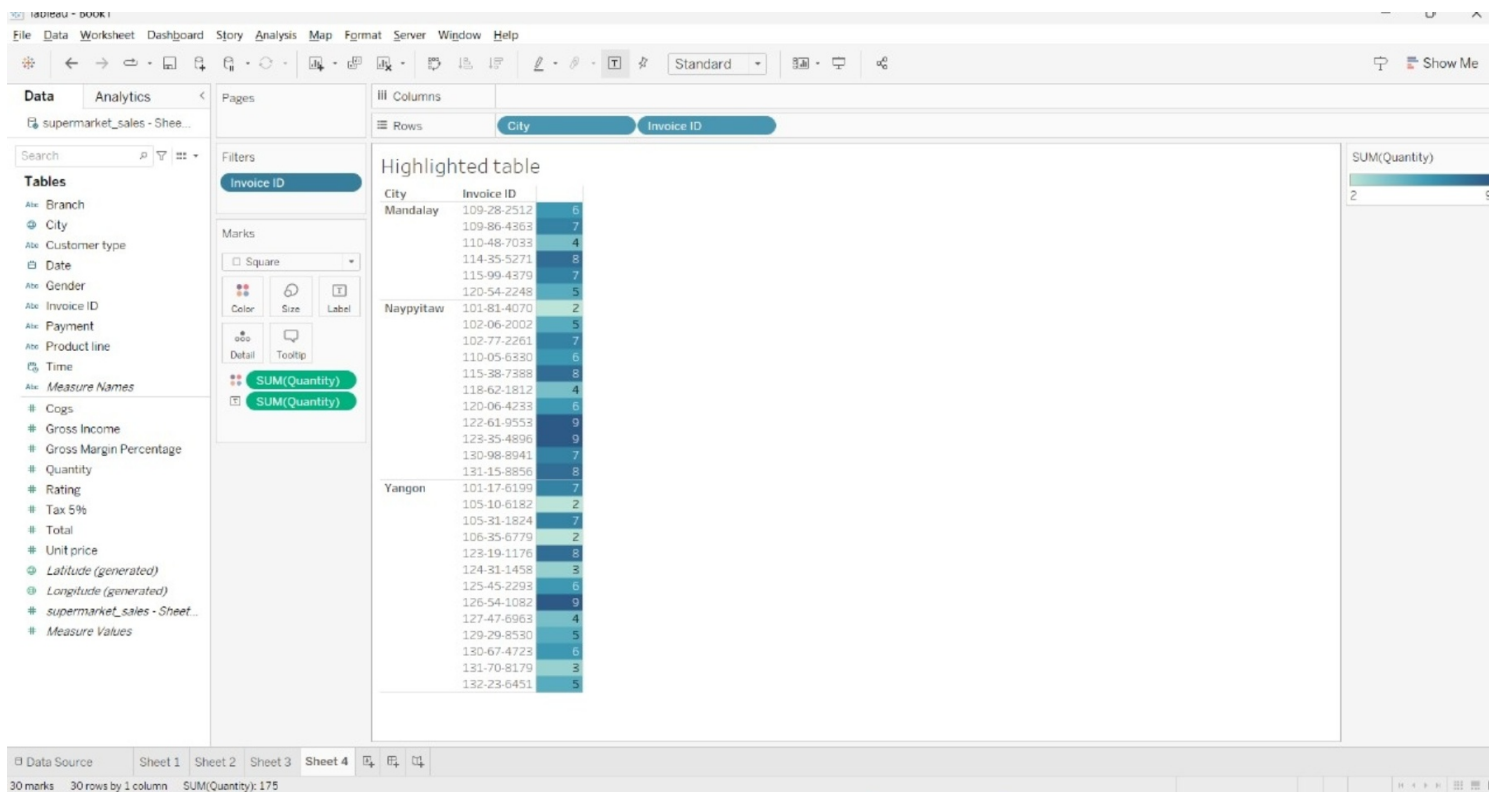 Tableau - Book1
File Data Worksheet Dashboard Story Analysis Map Format Server Window Help
Standard
Show Me
Data Analytics
Pages
Columns
supermarket_sales - Shee...
Rows City Invoice ID
Search
Filters
Highlighted table
SUM(Quantity)
Tables
Invoice ID
2 9
City Invoice ID
Abc Branch
Mandalay 109-28-2512 6
City
109-86-4363 7
Marks
Abc Customer type
110-48-7033 4
Square
Date
114-35-5271 8
115-99-4379 7
Abc Gender
120-54-2248 5
Abc Invoice ID
Color Size Label
Naypyitaw 101-81-4070 2
Abc Payment
102-06-2002 5
Abc Product line
102-77-2261 7
Detail Tooltip
110-05-6330 6
Time
115-38-7388 8
Abc Measure Names
SUM(Quantity)
118-62-1812 4
SUM(Quantity)
120-06-4233 6
# Cogs
122-61-9553 9
# Gross Income
123-35-4896 9
# Gross Margin Percentage
130-98-8941 7
# Quantity
131-15-8856 8
# Rating
Yangon 101-17-6199 7
105-10-6182 2
# Tax 5%
105-31-1824 7
# Total
106-35-6779 2
# Unit price
123-19-1176 8
Latitude (generated)
124-31-1458 3
Longitude (generated)
125-45-2293 6
# supermarket_sales - Sheet...
126-54-1082 9
# Measure Values
127-47-6963 4
129-29-8530 5
130-67-4723 6
131-70-8179 3
132-23-6451 5
Data Source Sheet 1 Sheet 2 Sheet 3 Sheet 4
30 marks 30 rows by 1 column SUM(Quantity): 175